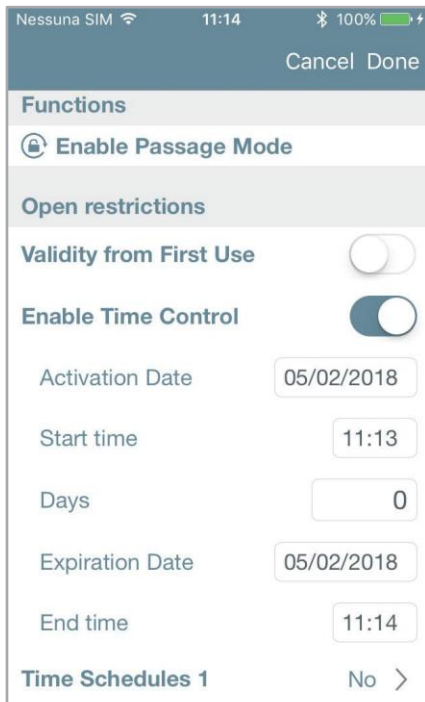 Nessuna SIM 11:14 100%
Cancel Done
Functions
Enable Passage Mode
Open restrictions
Validity from First Use
Enable Time Control
Activation Date 05/02/2018
Start time 11:13
Days 0
Expiration Date 05/02/2018
End time 11:14
Time Schedules 1 No